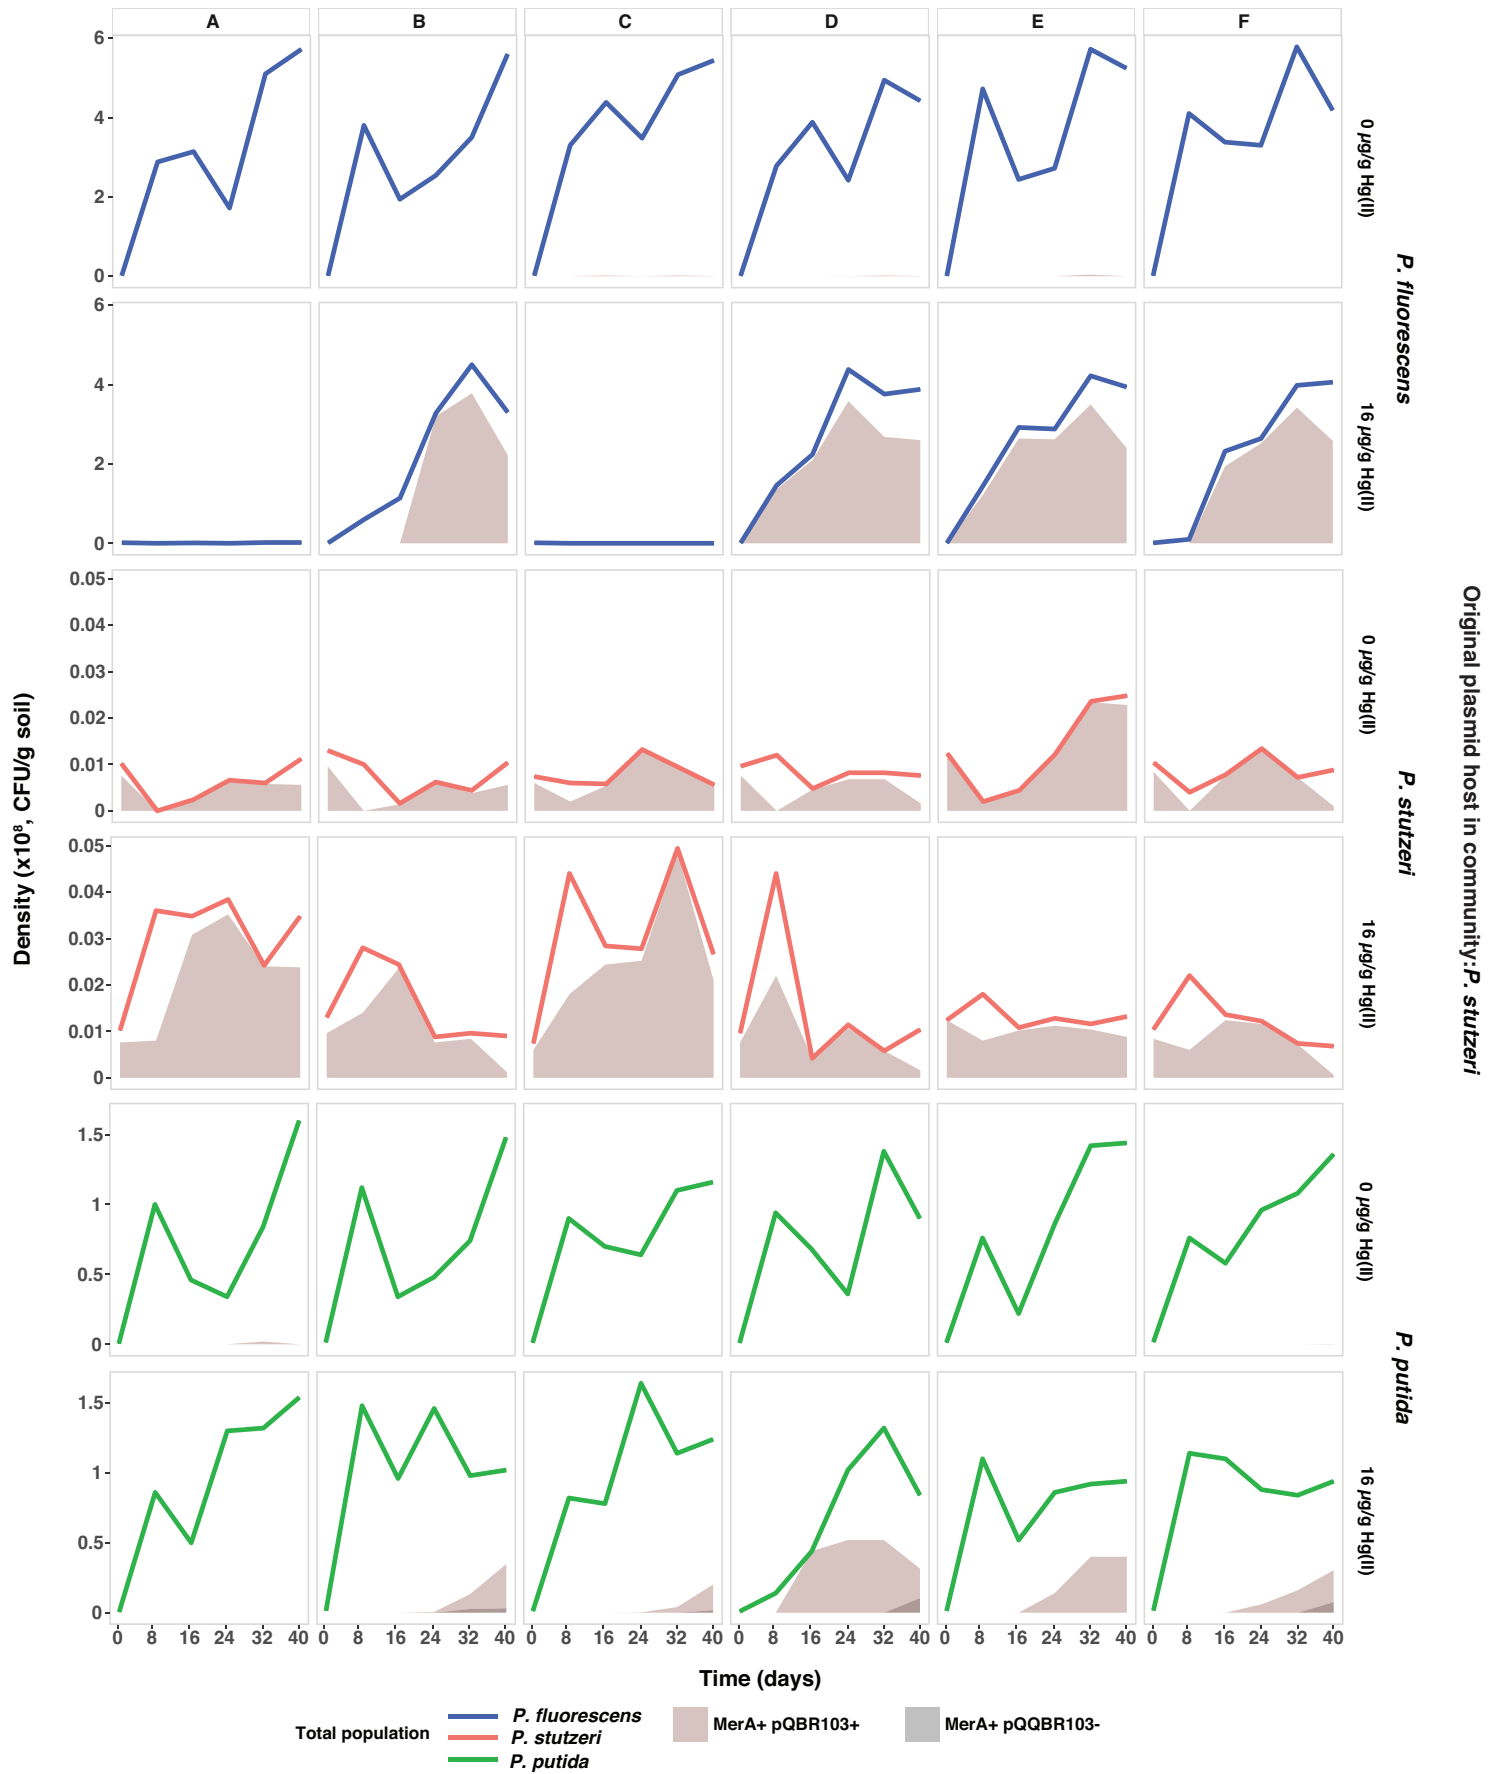 A B C D E F
6
4
2
0
0 µg/g Hg(II)
6
4
2
0
16 µg/g Hg(II)
P. fluorescens
0.05
0.04
0.03
0.02
0.01
0
0 µg/g Hg(II)
0.05
0.04
0.03
0.02
0.01
0
16 µg/g Hg(II)
P. stutzeri
1.5
1
0.5
0
0 µg/g Hg(II)
1.5
1
0.5
0
16 µg/g Hg(II)
P. putida
Density (x10⁸, CFU/g soil)
Original plasmid host in community:P. stutzeri
0 8 16 24 32 40 0 8 16 24 32 40 0 8 16 24 32 40 0 8 16 24 32 40 0 8 16 24 32 40 0 8 16 24 32 40
Time (days)
Total population
P. fluorescens
P. stutzeri
P. putida
MerA+ pQBR103+
MerA+ pQQBR103-